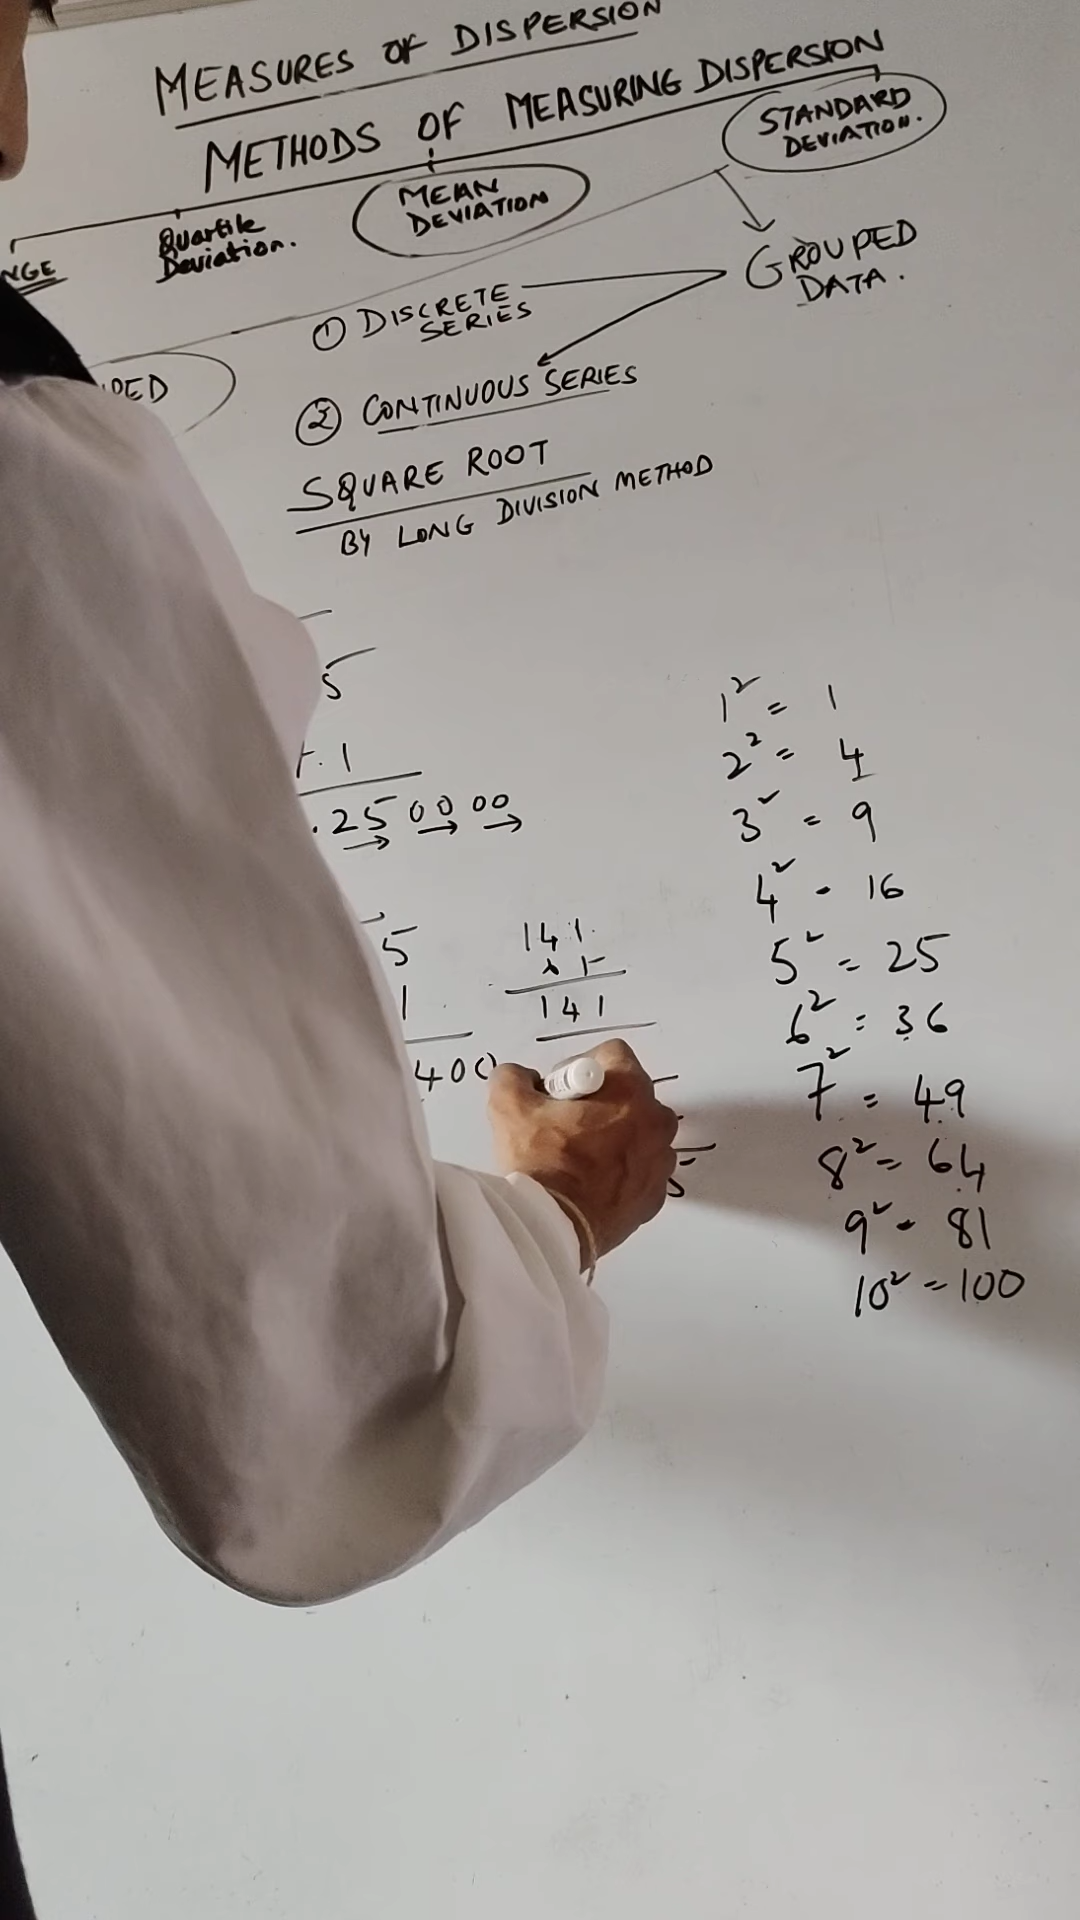 MEASURES OF DISPERSION
METHODS OF MEASURING DISPERSION
NGE
Quartile Deviation.
MEAN DEVIATION
STANDARD DEVIATION.
GROUPED DATA.
① DISCRETE SERIES
PED
② CONTINUOUS SERIES
SQUARE ROOT
BY LONG DIVISION METHOD
5
.1
.25 00 00
5
1
400
141
x 1
141
5
1² = 1
2² = 4
3² = 9
4² = 16
5² = 25
6² = 36
7² = 49
8² = 64
9² = 81
10² = 100